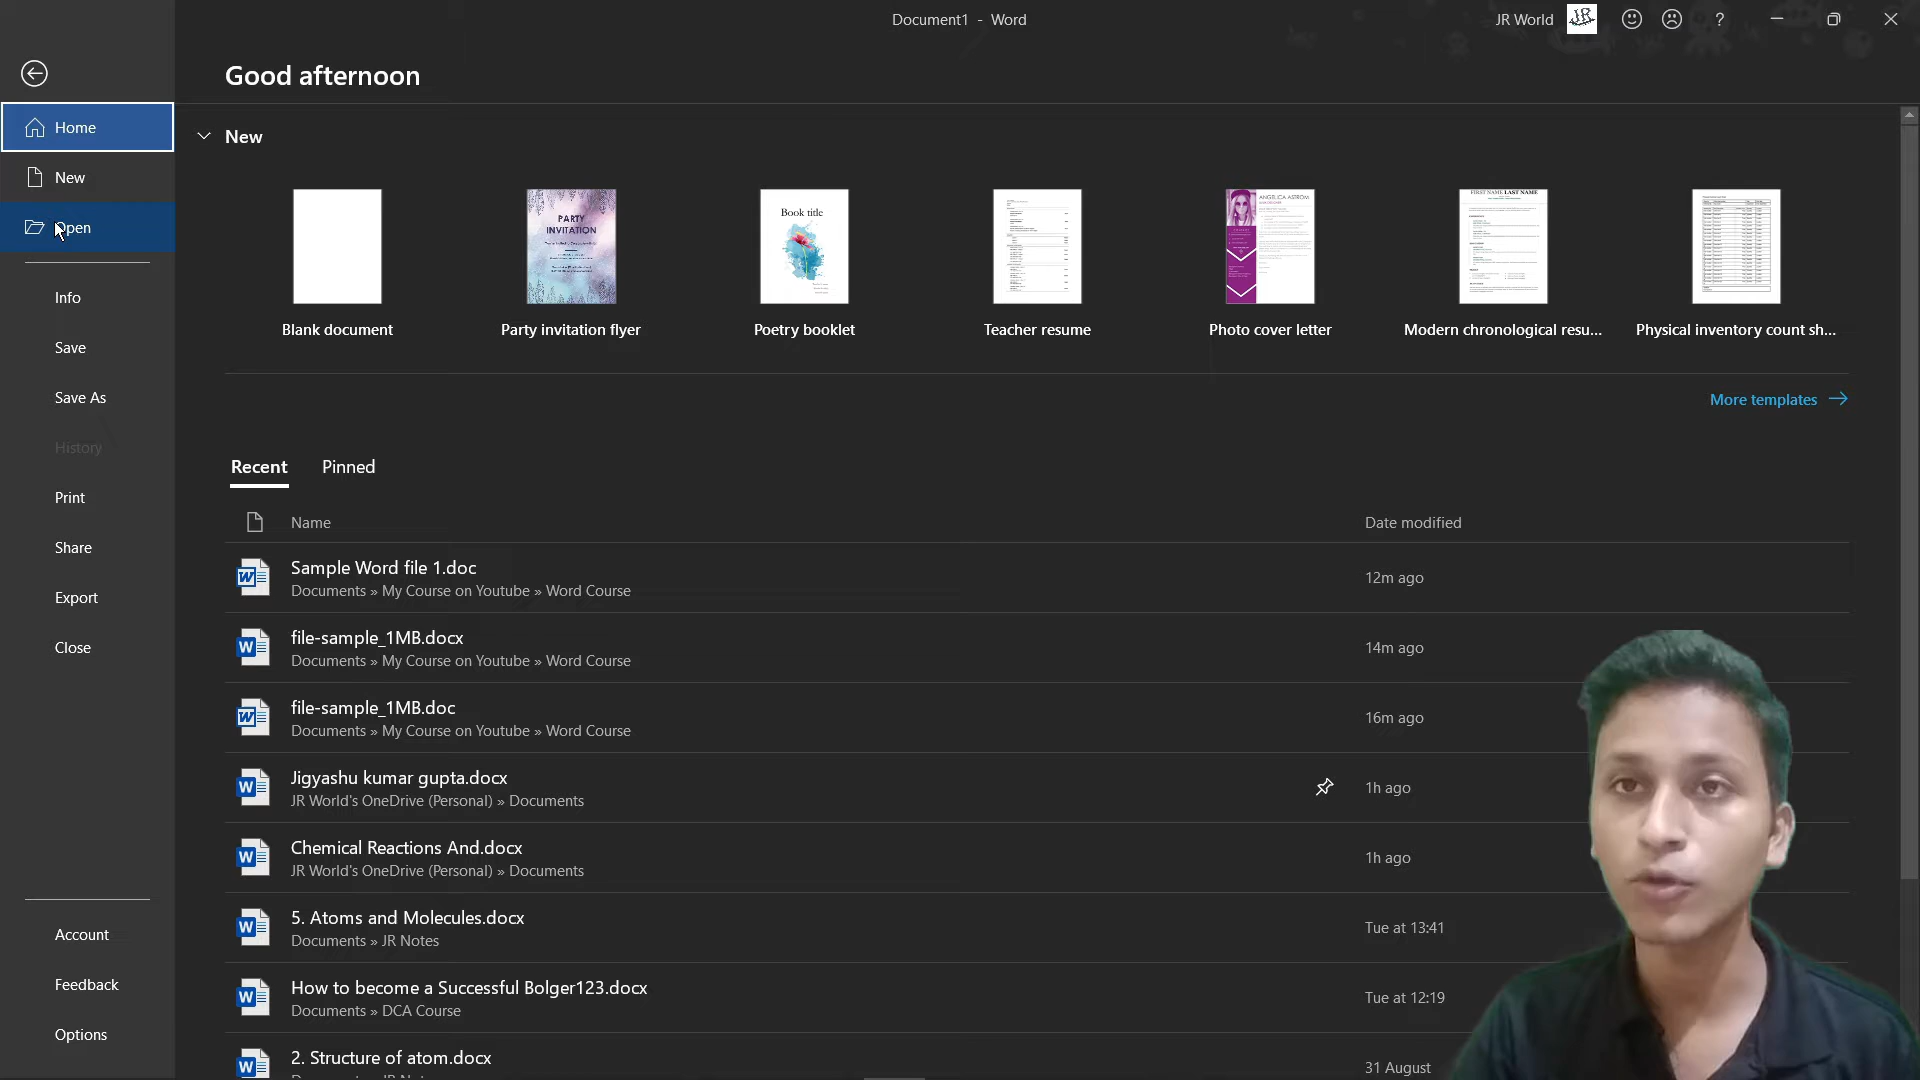 Document1 - Word
JR World
Good afternoon
Home
New
Open
Info
Save
Save As
History
Print
Share
Export
Close
Account
Feedback
Options
New
PARTY
INVITATION
Book title
ANGELICA ASTROM
FIRST NAME LAST NAME
Blank document
Party invitation flyer
Poetry booklet
Teacher resume
Photo cover letter
Modern chronological resu...
Physical inventory count sh...
More templates
Recent Pinned
Name Date modified
Sample Word file 1.doc
Documents » My Course on Youtube » Word Course
12m ago
file-sample_1MB.docx
Documents » My Course on Youtube » Word Course
14m ago
file-sample_1MB.doc
Documents » My Course on Youtube » Word Course
16m ago
Jigyashu kumar gupta.docx
JR World's OneDrive (Personal) » Documents
1h ago
Chemical Reactions And.docx
JR World's OneDrive (Personal) » Documents
1h ago
5. Atoms and Molecules.docx
Documents » JR Notes
Tue at 13:41
How to become a Successful Bolger123.docx
Documents » DCA Course
Tue at 12:19
2. Structure of atom.docx
31 August